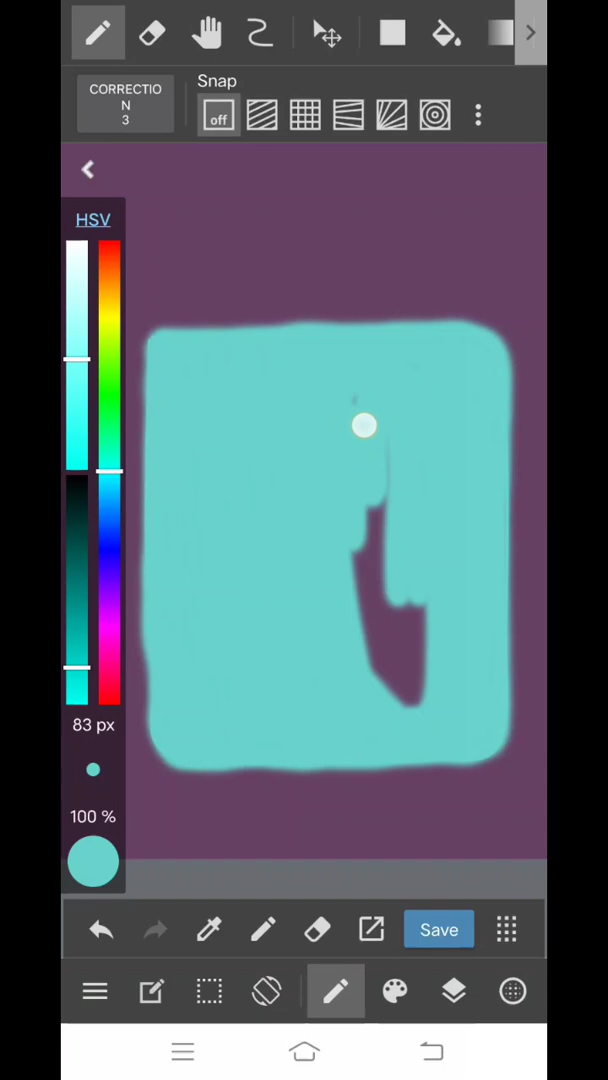 Snap
CORRECTIO
N
3
off
HSV
83 px
100 %
Save